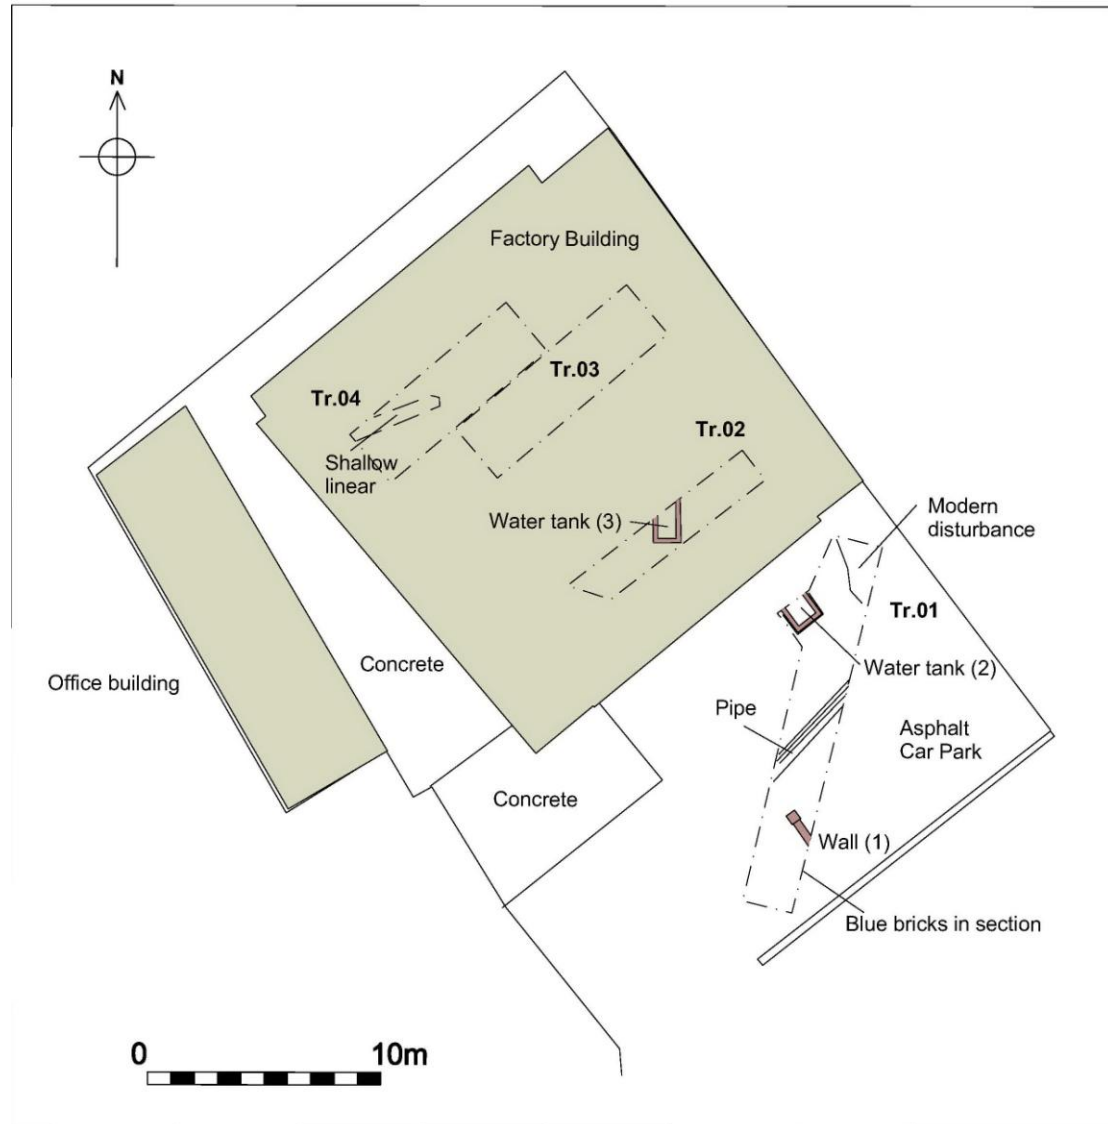 N
Factory Building
Tr.03
Tr.04
Tr.02
Shallow
linear
Water tank (3)
Modern
disturbance
Tr.01
Concrete
Water tank (2)
Office building
Pipe
Asphalt
Car Park
Concrete
Wall (1)
Blue bricks in section
0
10m